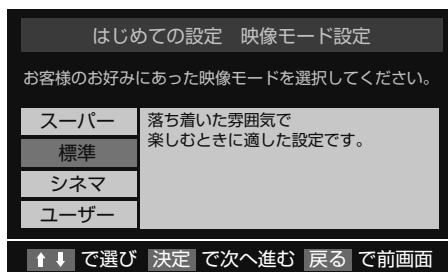 はじめての設定　映像モード設定
お客様のお好みにあった映像モードを選択してください。
スーパー
標準
シネマ
ユーザー
落ち着いた雰囲気で
楽しむときに適した設定です。
⬆⬇ で選び 決定 で次へ進む 戻る で前画面